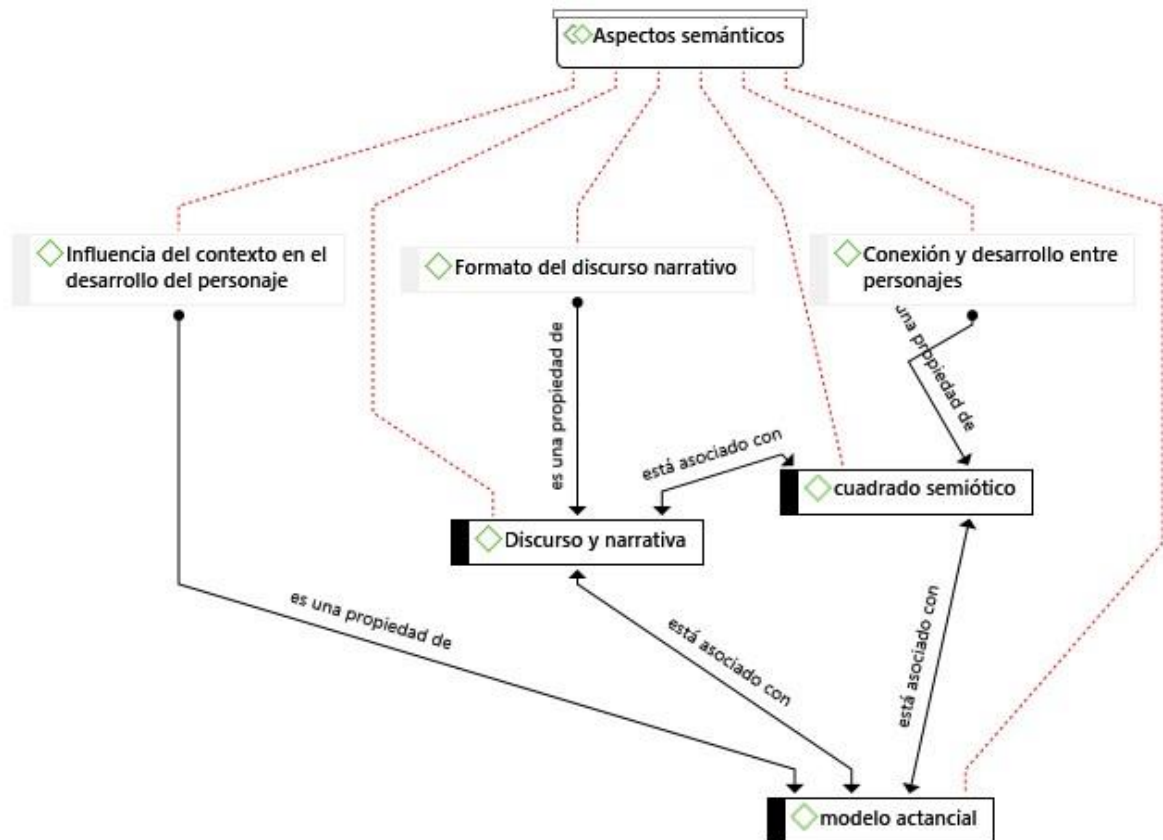 Aspectos semánticos
Influencia del contexto en el
desarrollo del personaje
Formato del discurso narrativo
Conexión y desarrollo entre
personajes
es una propiedad de
una propiedad de
está asociado con
cuadrado semiótico
Discurso y narrativa
es una propiedad de
está asociado con
está asociado con
modelo actancial